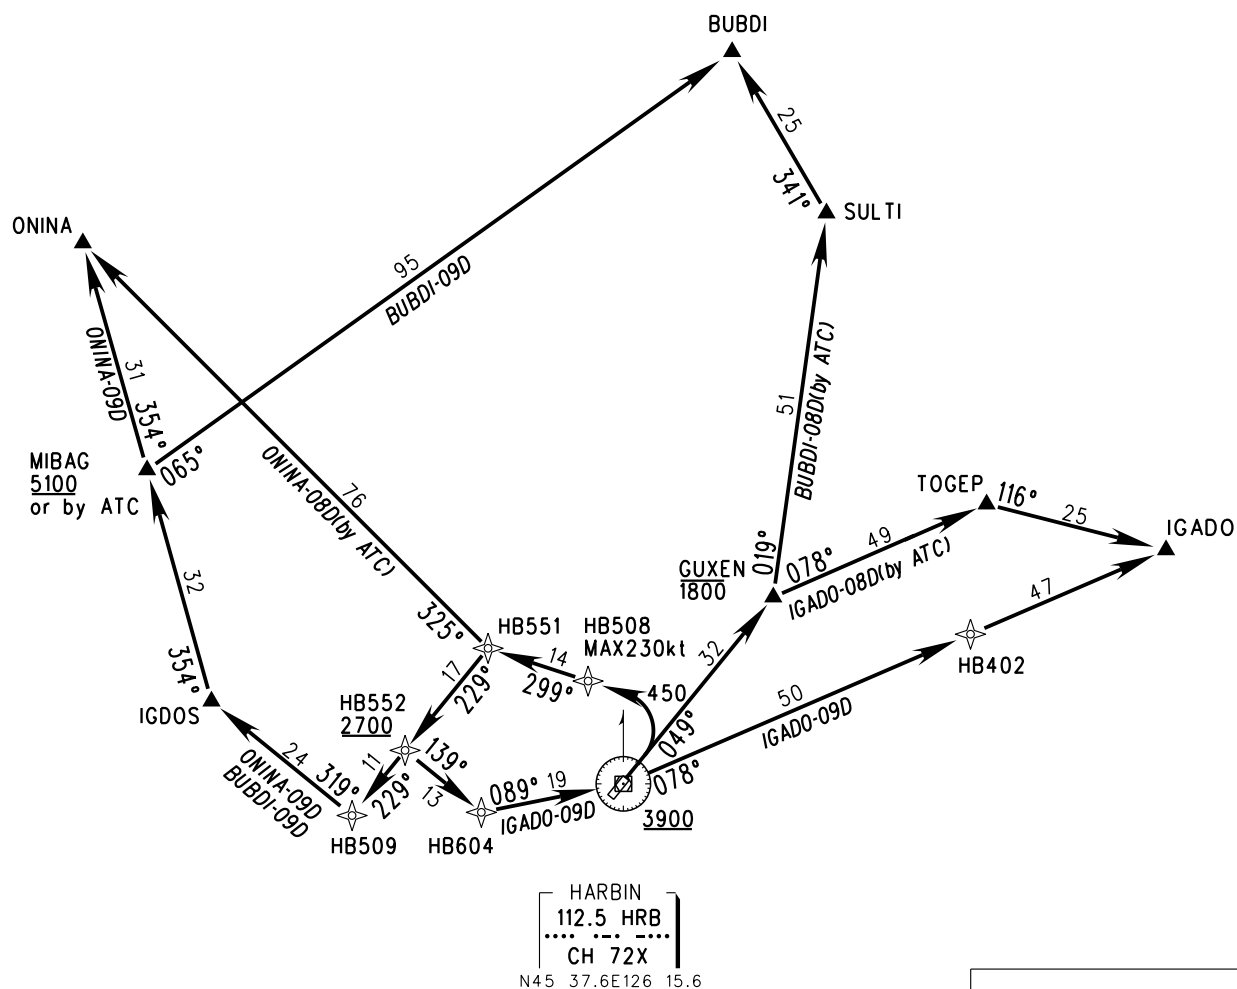 BUBDI
25
341°
SULTI
ONINA
95
BUBDI-09D
ONINA-09D
31
354°
51
BUBDI-08D(by ATC)
MIBAG
5100
or by ATC
065°
76
ONINA-08D(by ATC)
TOGEP
116°
25
IGADO
019°
078°
49
IGADO-08D(by ATC)
GUXEN
1800
32
47
HB402
32
325°
HB551
HB508
MAX230kt
14
299°
450
049°
354°
IGDOS
17
229°
HB552
2700
50
IGADO-09D
078°
24
319°
ONINA-09D
BUBDI-09D
11
229°
139°
13
089°
19
IGADO-09D
3900
HB509
HB604
HARBIN
112.5 HRB
···· ·-· -···
CH 72X
N45 37.6E126 15.6